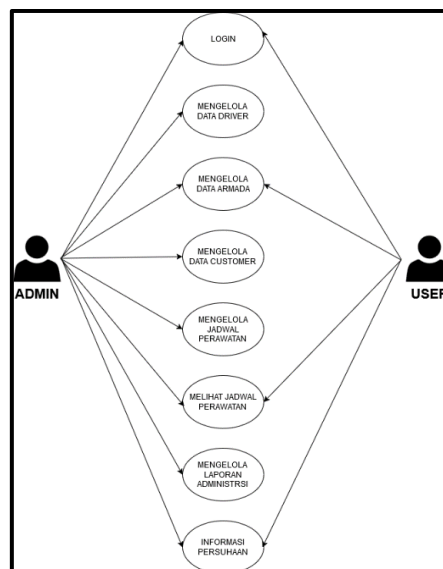 LOGIN
MENGELOLA
DATA DRIVER
MENGELOLA
DATA ARMADA
MENGELOLA
DATA CUSTOMER
ADMIN
USER
MENGELOLA
JADWAL
PERAWATAN
MELIHAT JADWAL
PERAWATAN
MENGELOLA
LAPORAN
ADMINISTRSI
INFORMASI
PERSUHAAN